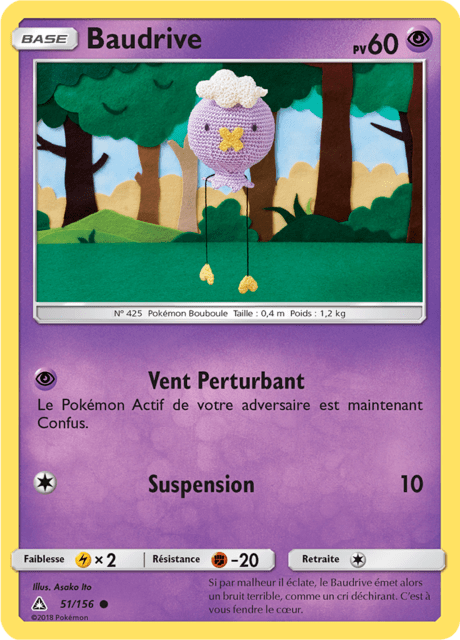 BASE Baudrive PV60
N° 425 Pokémon Bouboule Taille : 0,4 m Poids : 1,2 kg
Vent Perturbant
Le Pokémon Actif de votre adversaire est maintenant
Confus.
Suspension 10
Faiblesse ×2 Résistance -20 Retraite
Illus. Asako Ito
51/156
©2018 Pokémon
Si par malheur il éclate, le Baudrive émet alors
un bruit terrible, comme un cri déchirant. C'est à
vous fendre le cœur.